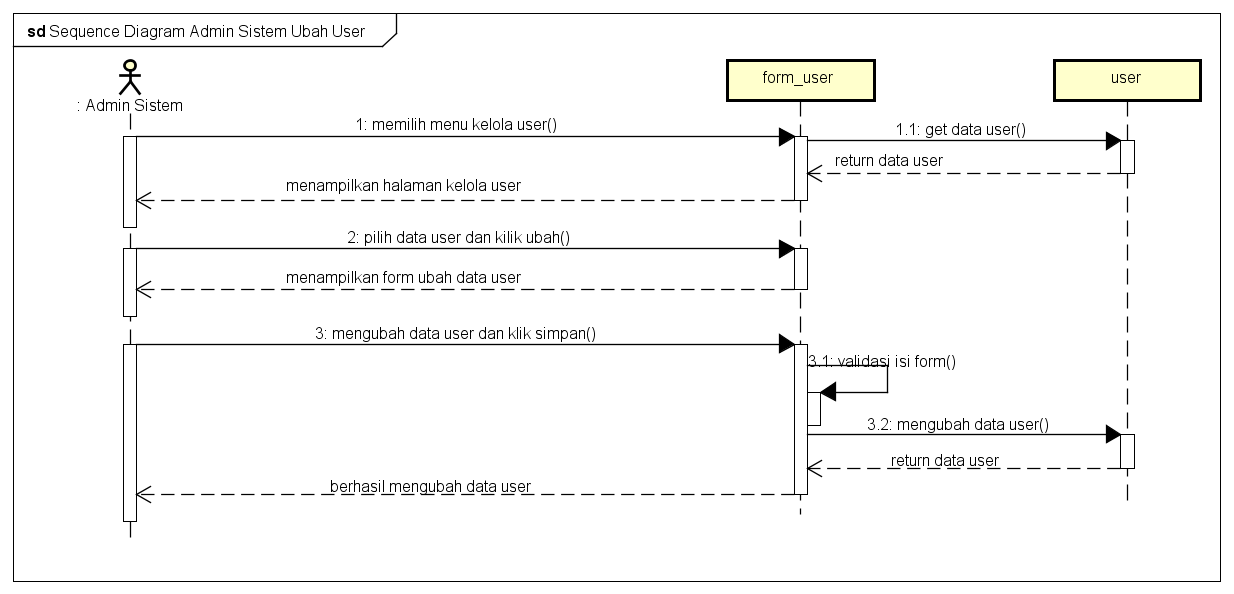 sd Sequence Diagram Admin Sistem Ubah User
: Admin Sistem
form_user
user
1: memilih menu kelola user()
1.1: get data user()
return data user
menampilkan halaman kelola user
2: pilih data user dan kilik ubah()
menampilkan form ubah data user
3: mengubah data user dan klik simpan()
3.1: validasi isi form()
3.2: mengubah data user()
return data user
berhasil mengubah data user